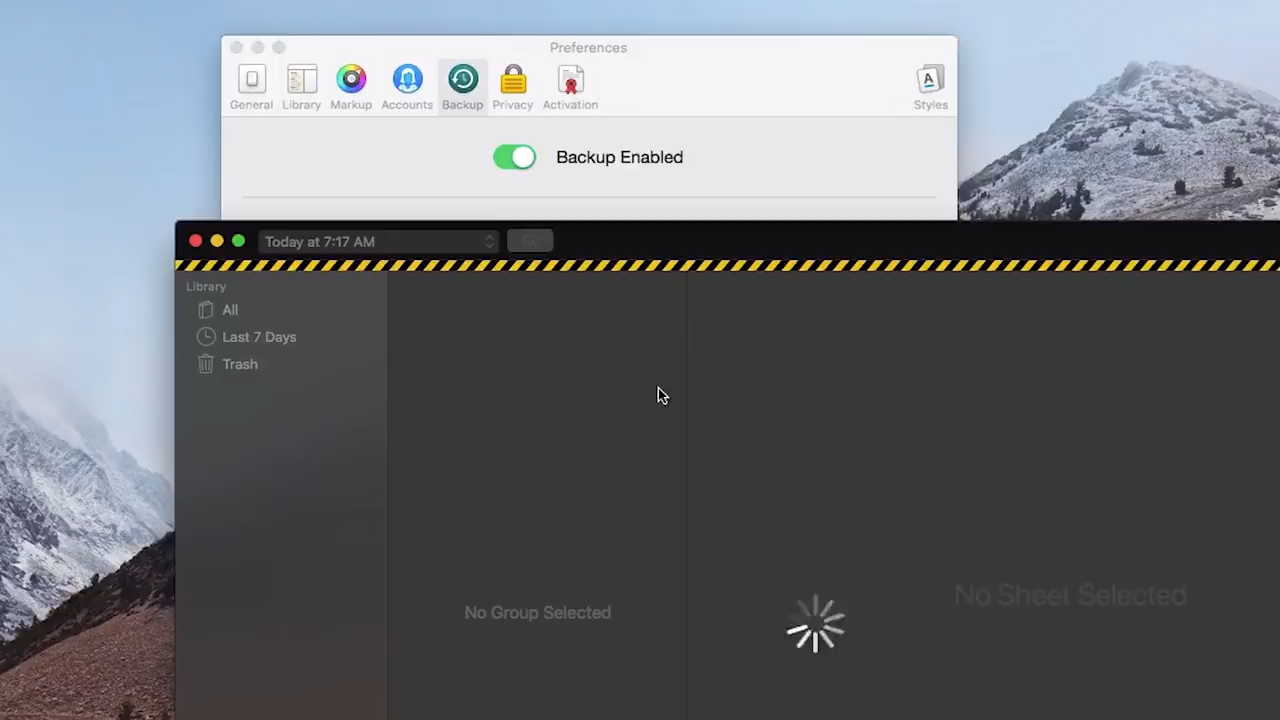 Preferences
General Library Markup Accounts Backup Privacy Activation Styles
Backup Enabled
Today at 7:17 AM
Library
All
Last 7 Days
Trash
No Group Selected
No Sheet Selected